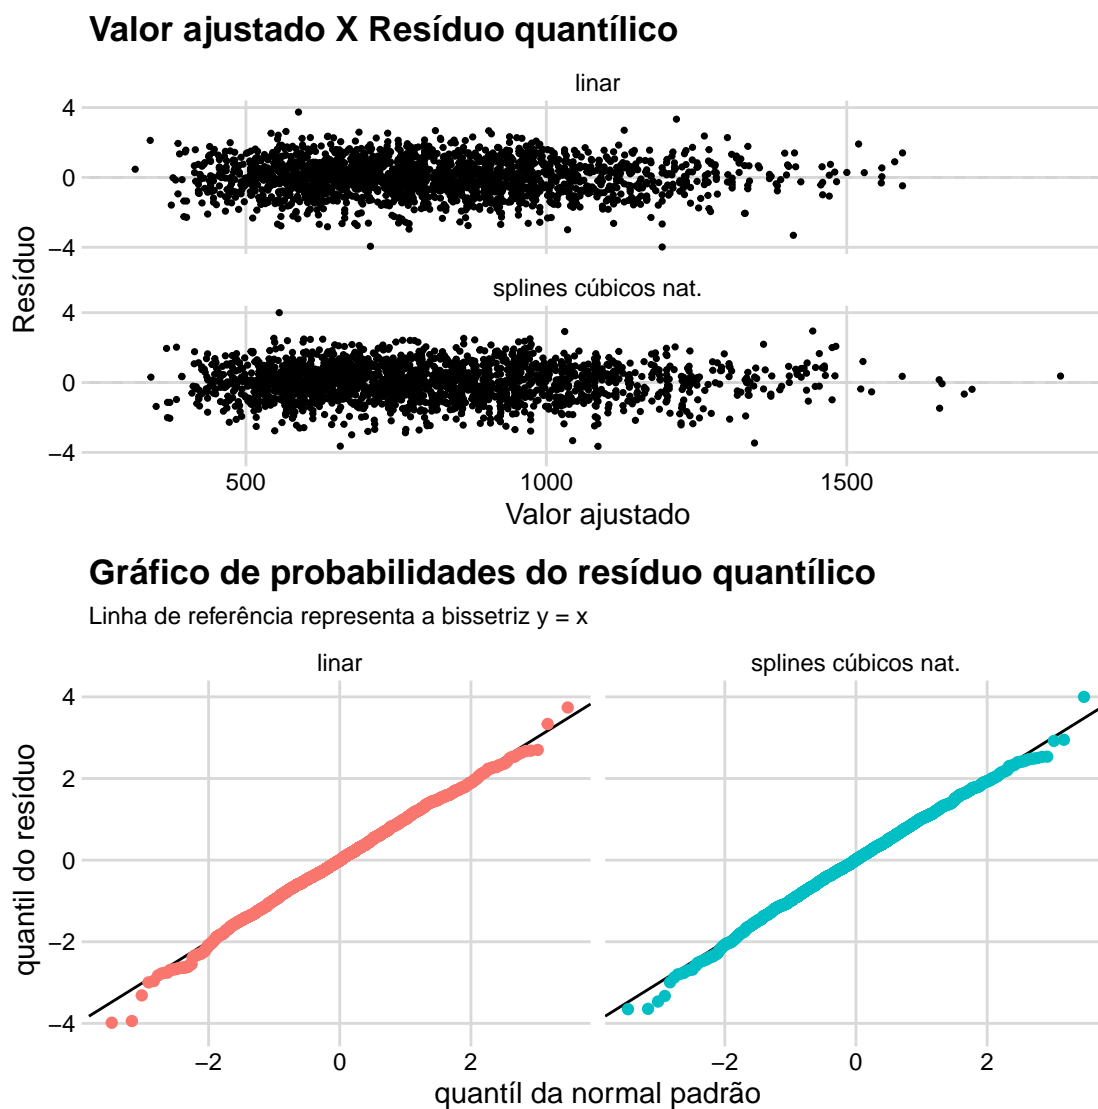 Valor ajustado X Resíduo quantílico
linar
4
0
−4
splines cúbicos nat.
4
0
−4
Resíduo
500 1000 1500
Valor ajustado
Gráfico de probabilidades do resíduo quantílico
Linha de referência representa a bissetriz y = x
linar splines cúbicos nat.
4
2
0
−2
−4
quantil do resíduo
−2 0 2 −2 0 2
quantíl da normal padrão